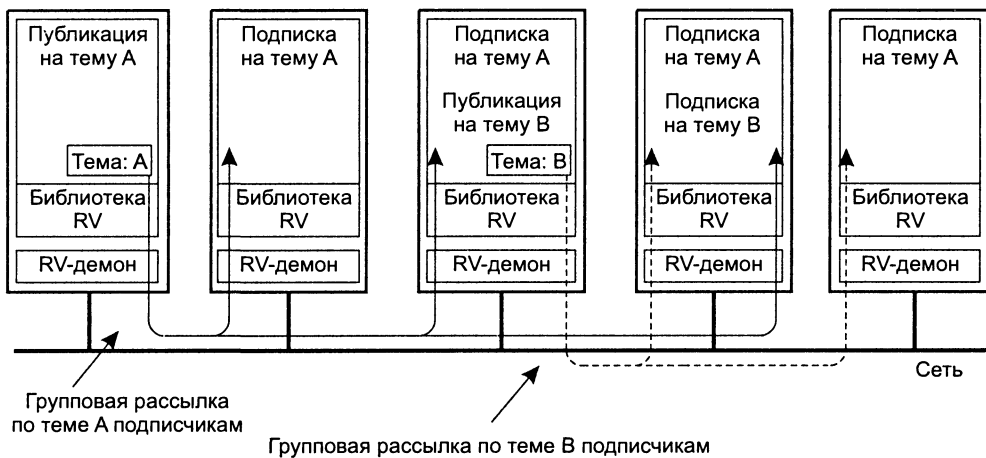 Публикация
на тему A
Тема: A
Библиотека
RV
RV-демон
Подписка
на тему A
Библиотека
RV
RV-демон
Подписка
на тему A
Публикация
на тему B
Тема: B
Библиотека
RV
RV-демон
Подписка
на тему A
Подписка
на тему B
Библиотека
RV
RV-демон
Подписка
на тему A
Библиотека
RV
RV-демон
Сеть
Групповая рассылка
по теме A подписчикам
Групповая рассылка по теме B подписчикам